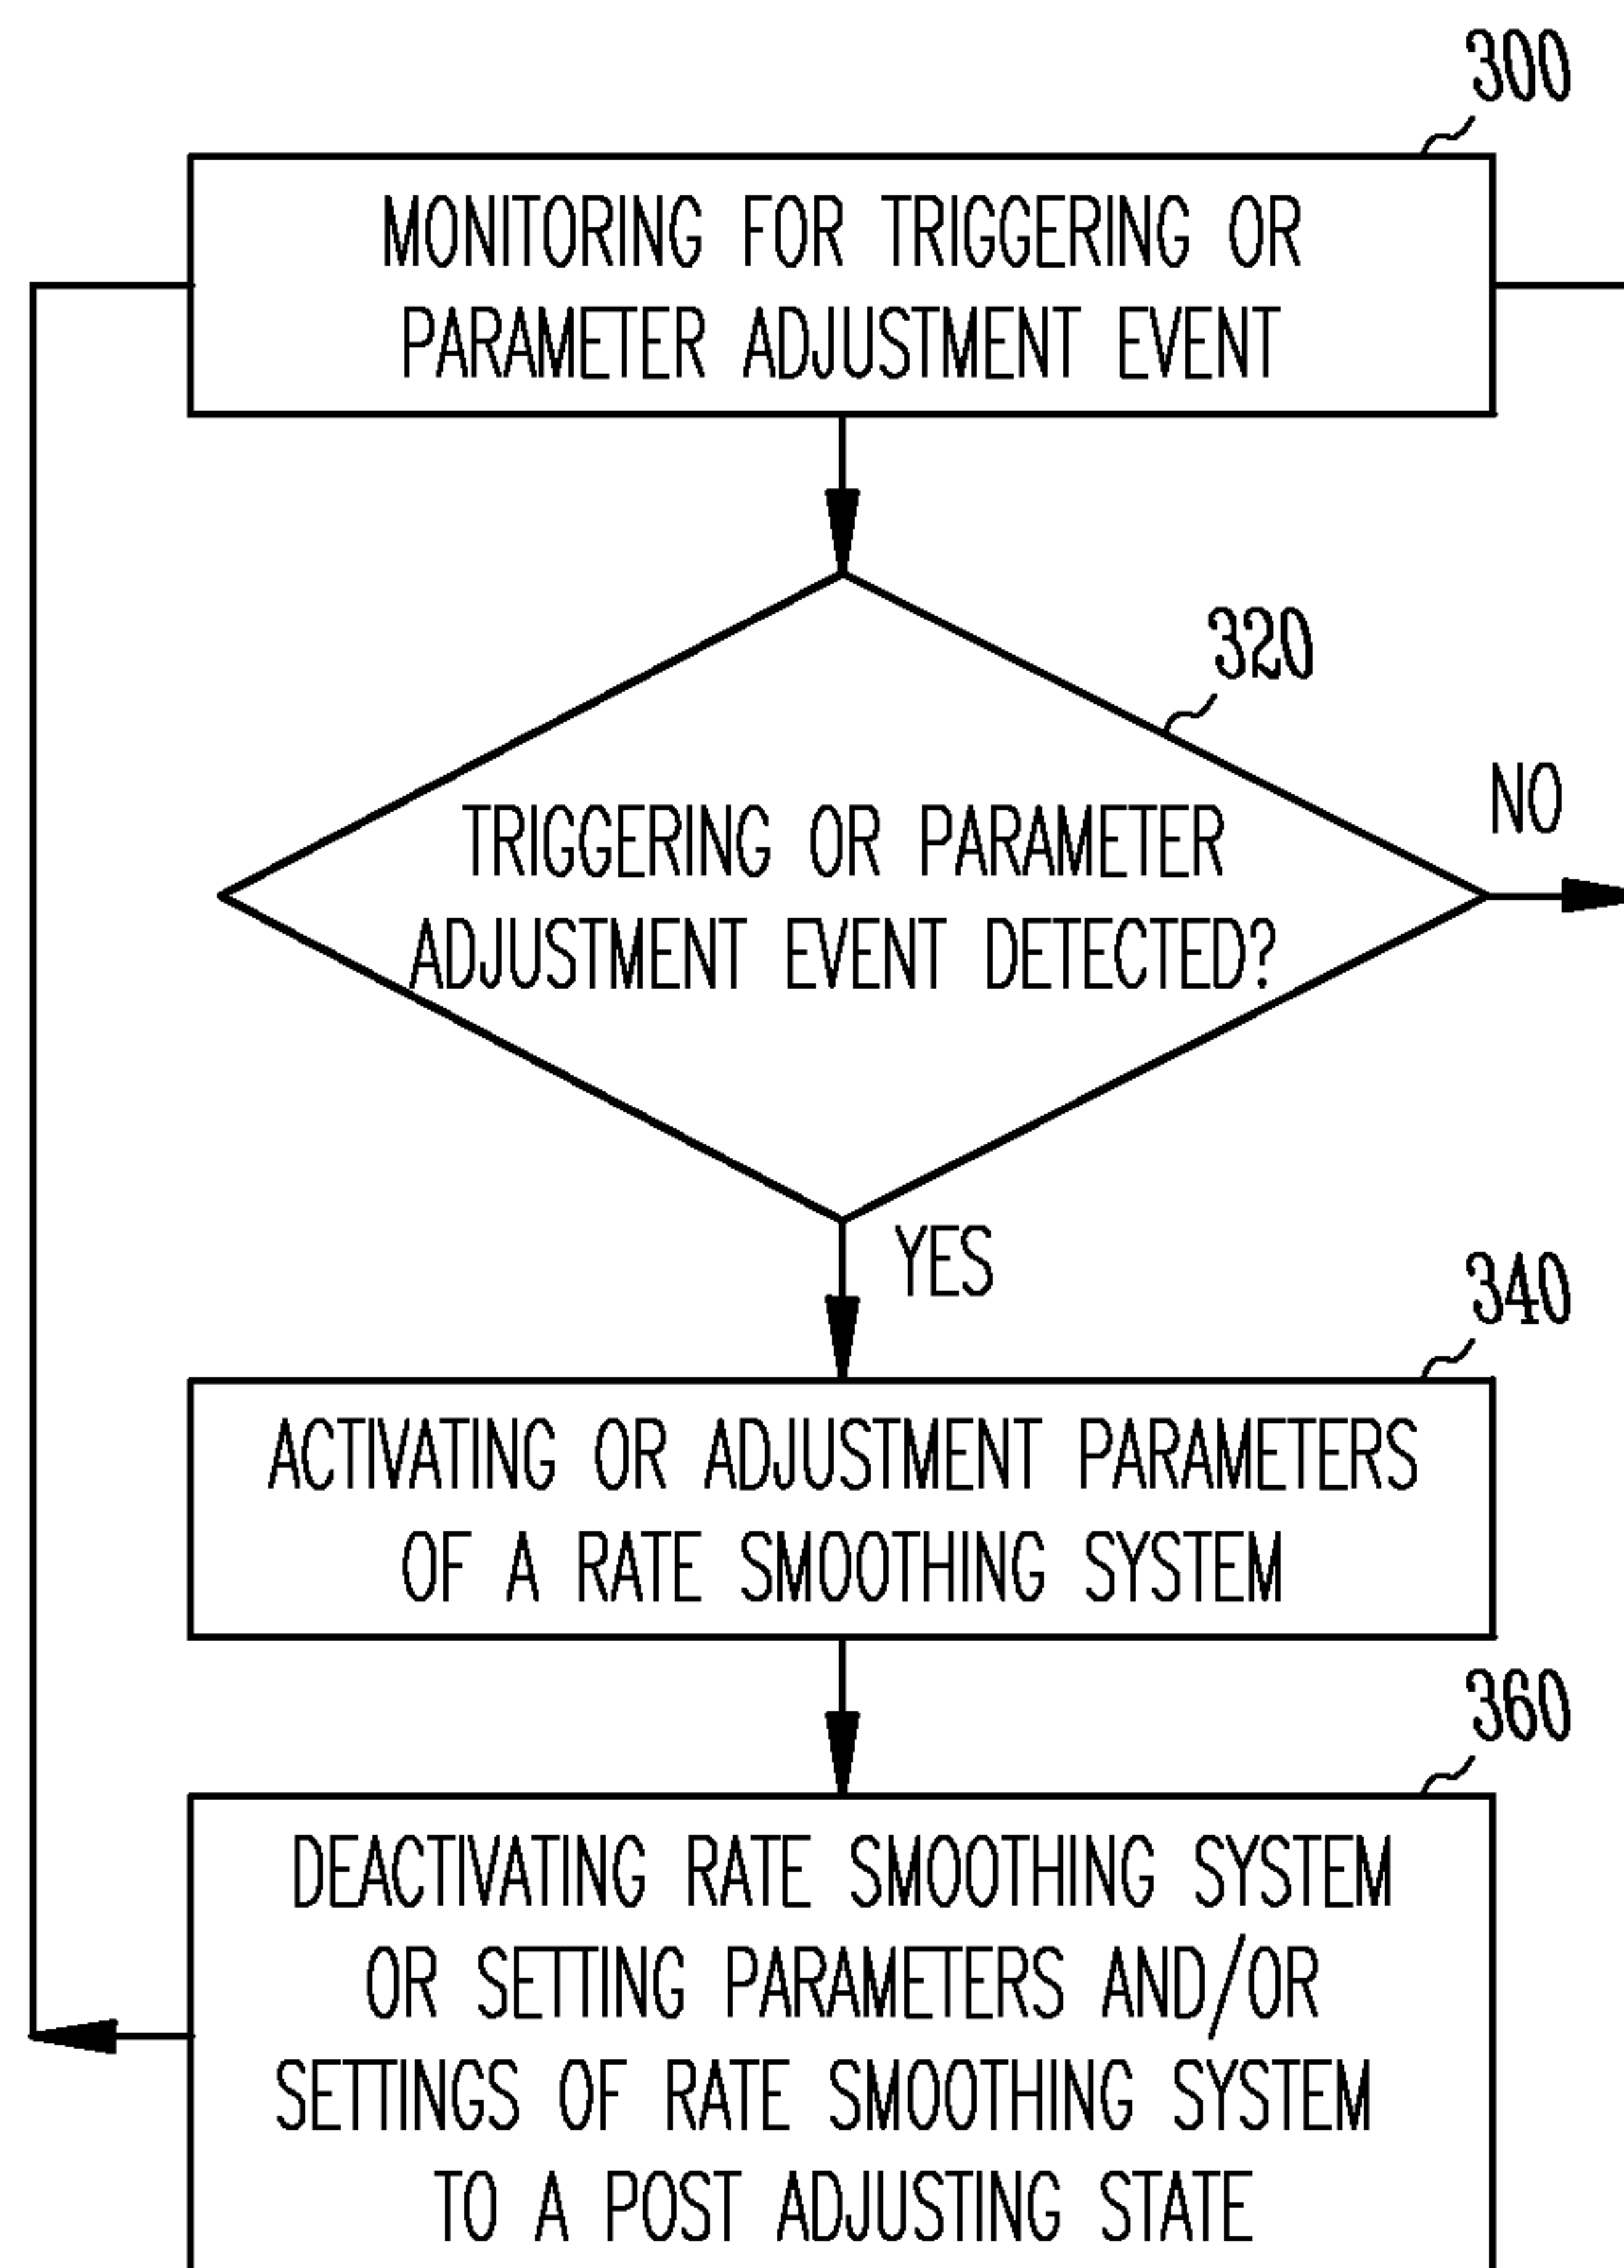 300
MONITORING FOR TRIGGERING OR
PARAMETER ADJUSTMENT EVENT
320
TRIGGERING OR PARAMETER
ADJUSTMENT EVENT DETECTED?
NO
YES
340
ACTIVATING OR ADJUSTMENT PARAMETERS
OF A RATE SMOOTHING SYSTEM
360
DEACTIVATING RATE SMOOTHING SYSTEM
OR SETTING PARAMETERS AND/OR
SETTINGS OF RATE SMOOTHING SYSTEM
TO A POST ADJUSTING STATE